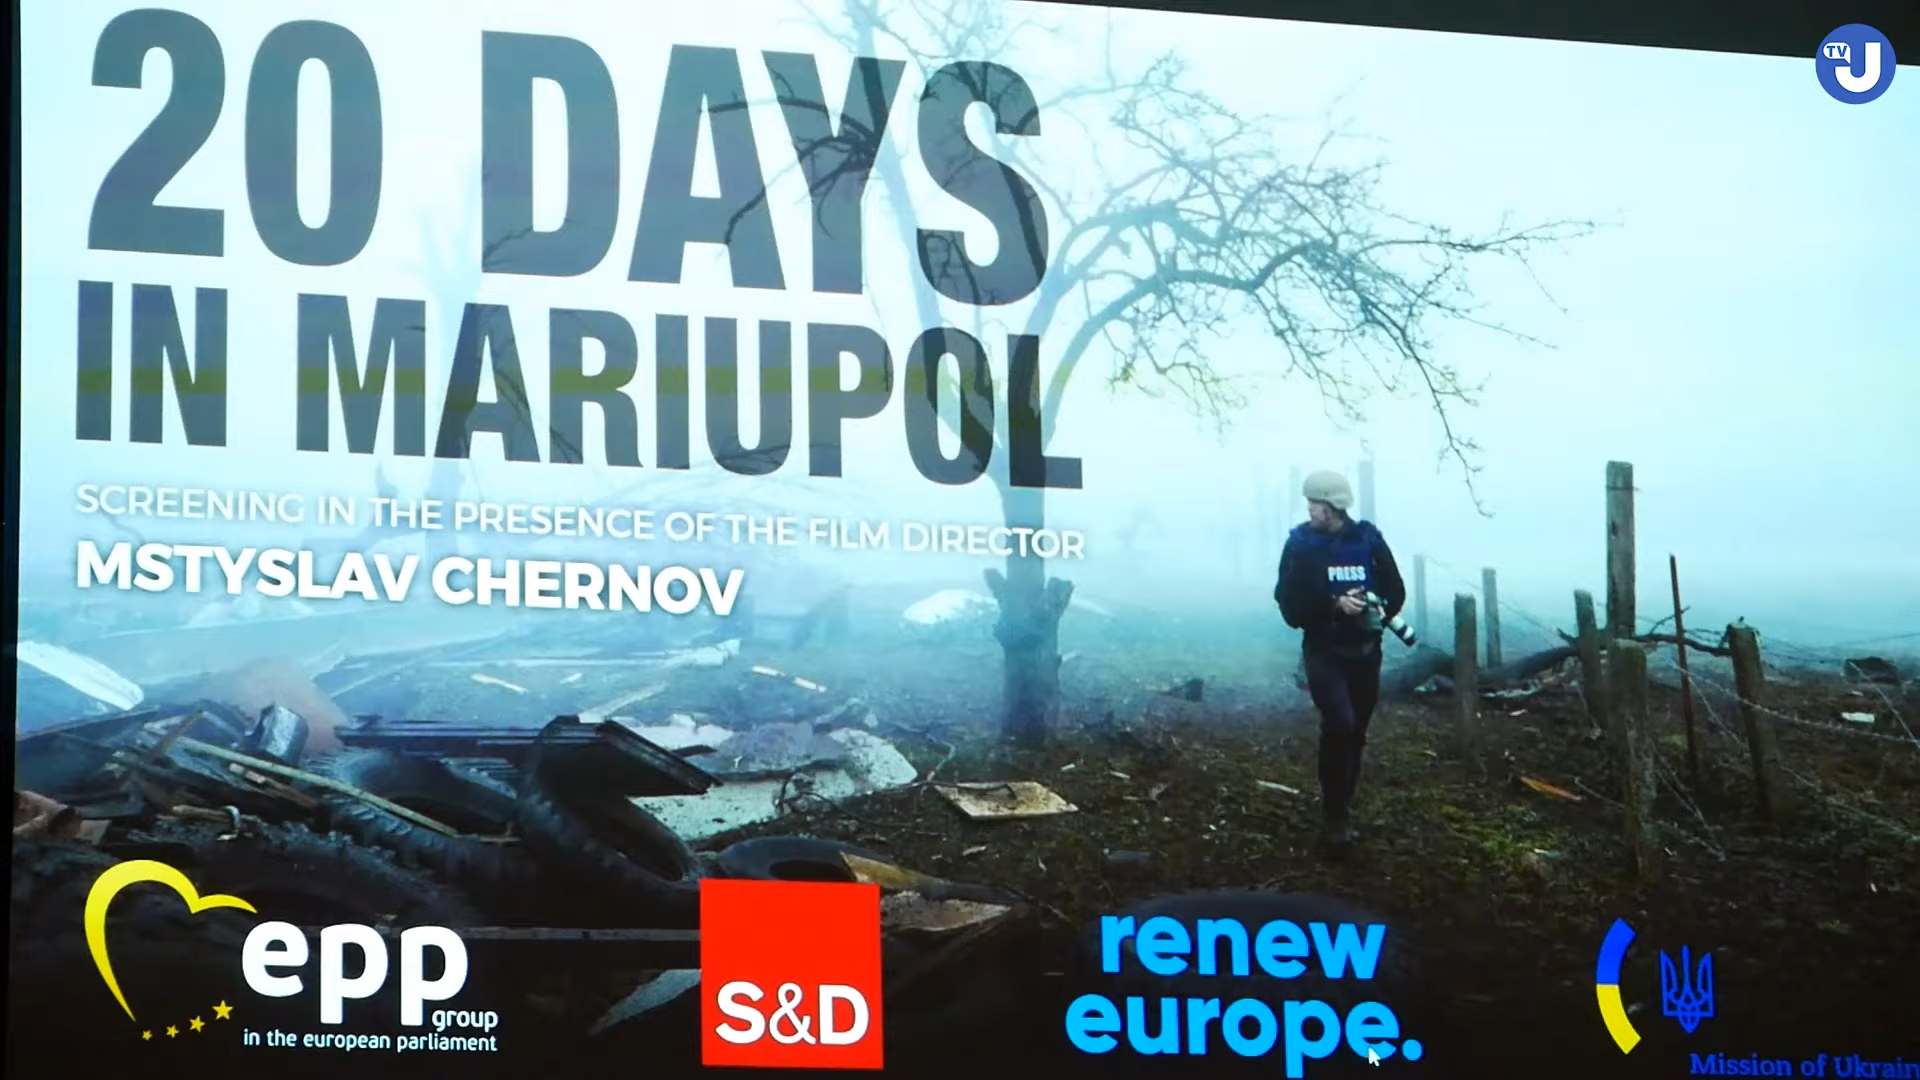 TV U
20 DAYS
IN MARIUPOL
SCREENING IN THE PRESENCE OF THE FILM DIRECTOR
MSTYSLAV CHERNOV
PRESS
epp
group
in the european parliament
S&D
renew
europe.
Mission of Ukrain